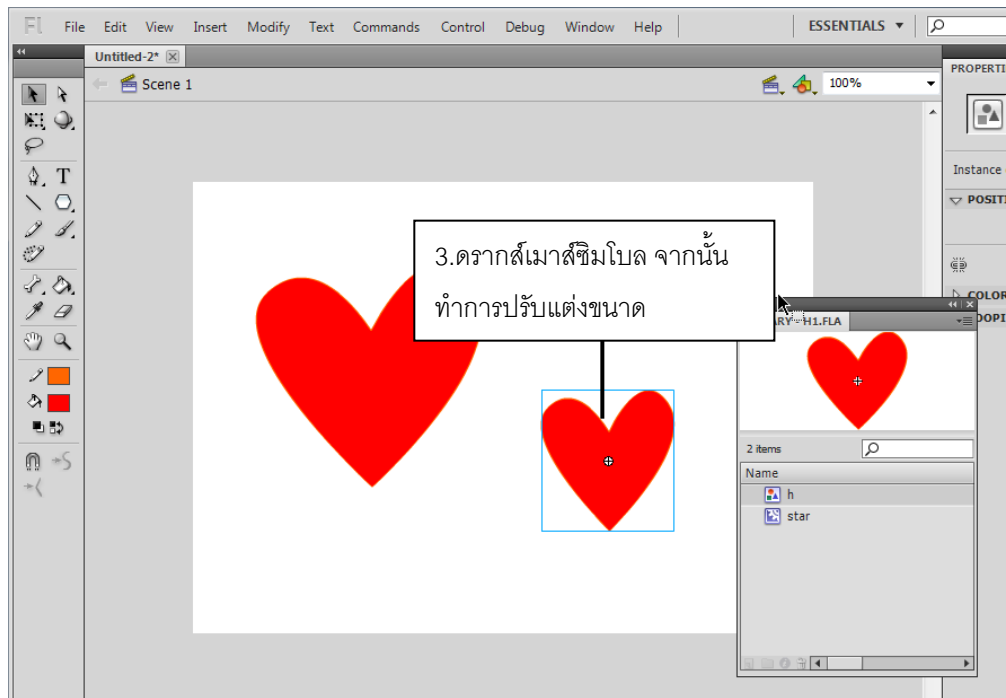 Fl File Edit View Insert Modify Text Commands Control Debug Window Help ESSENTIALS
Untitled-2*
PROPERTI
Scene 1
100%
Instance
POSITI
3.ดรากส์เมาส์ซิมโบล จากนั้น
ทำการปรับแต่งขนาด
COLOR
OOPI
ARY - H1.FLA
2 items
Name
h
star